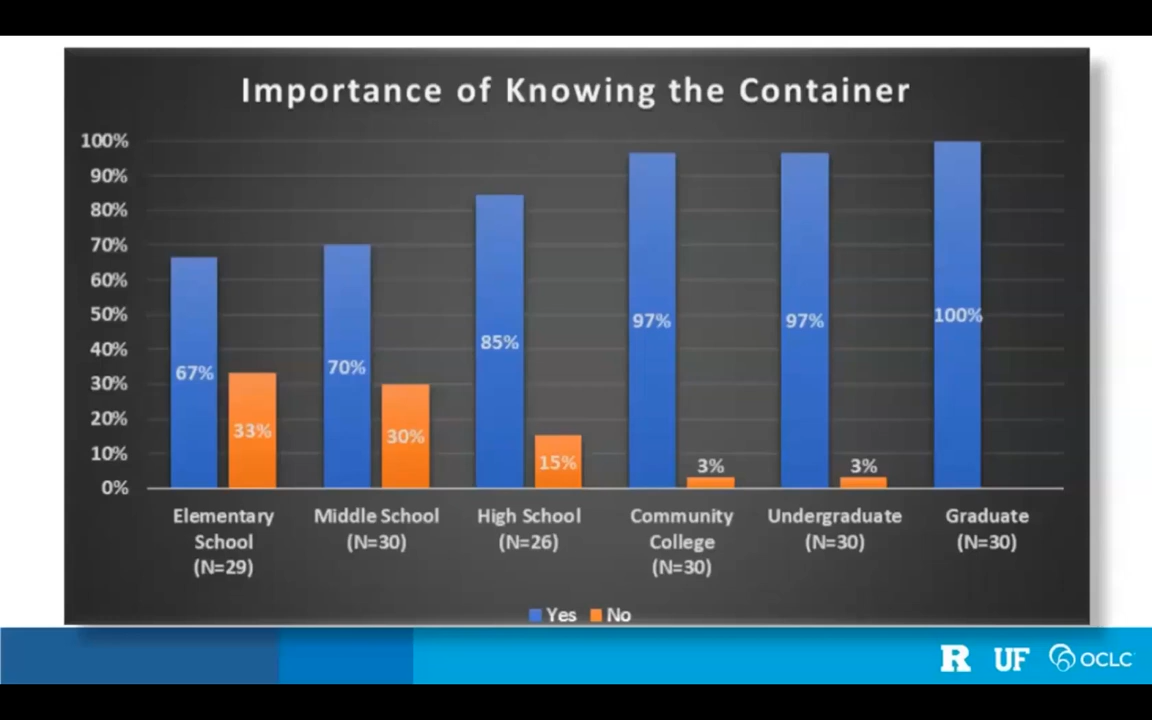 Importance of Knowing the Container
100%
90%
80%
70%
60%
50%
40%
30%
20%
10%
0%
67%
33%
70%
30%
85%
15%
97%
3%
97%
3%
100%
Elementary
School
(N=29)
Middle School
(N=30)
High School
(N=26)
Community
College
(N=30)
Undergraduate
(N=30)
Graduate
(N=30)
Yes No
R UF OCLC